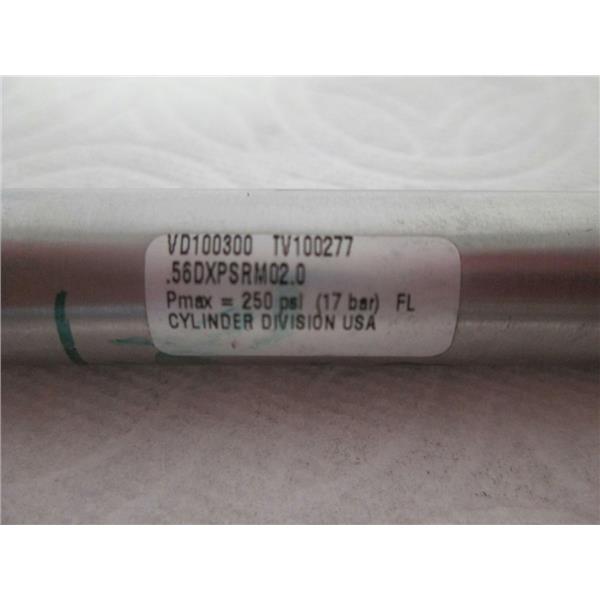 VD100300 TV100277
.56DXPSRM02.0
Pmax = 250 psi (17 bar) FL
CYLINDER DIVISION USA